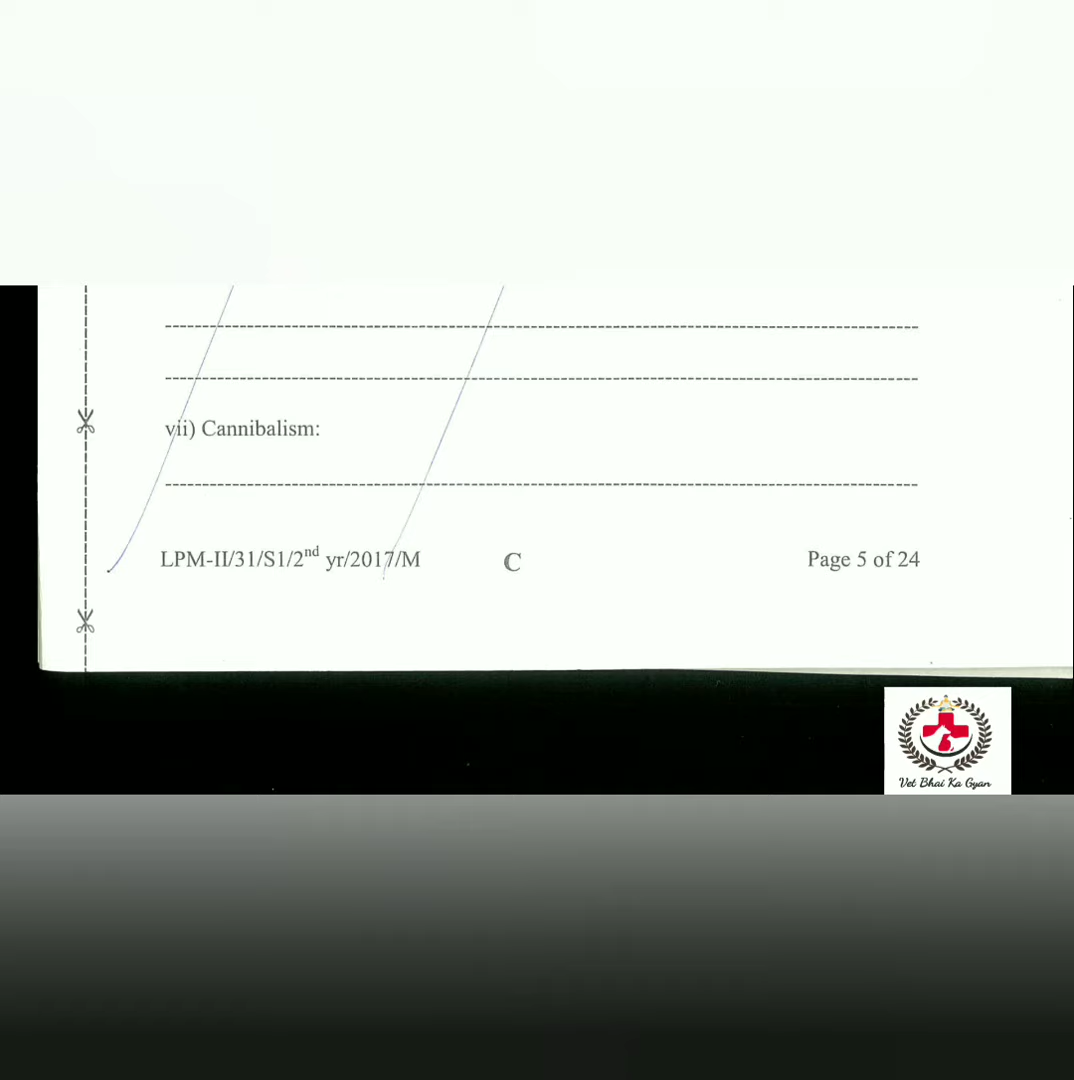 vii) Cannibalism:
LPM-II/31/S1/2nd yr/2017/M C Page 5 of 24
Vet Bhai Ka Gyan